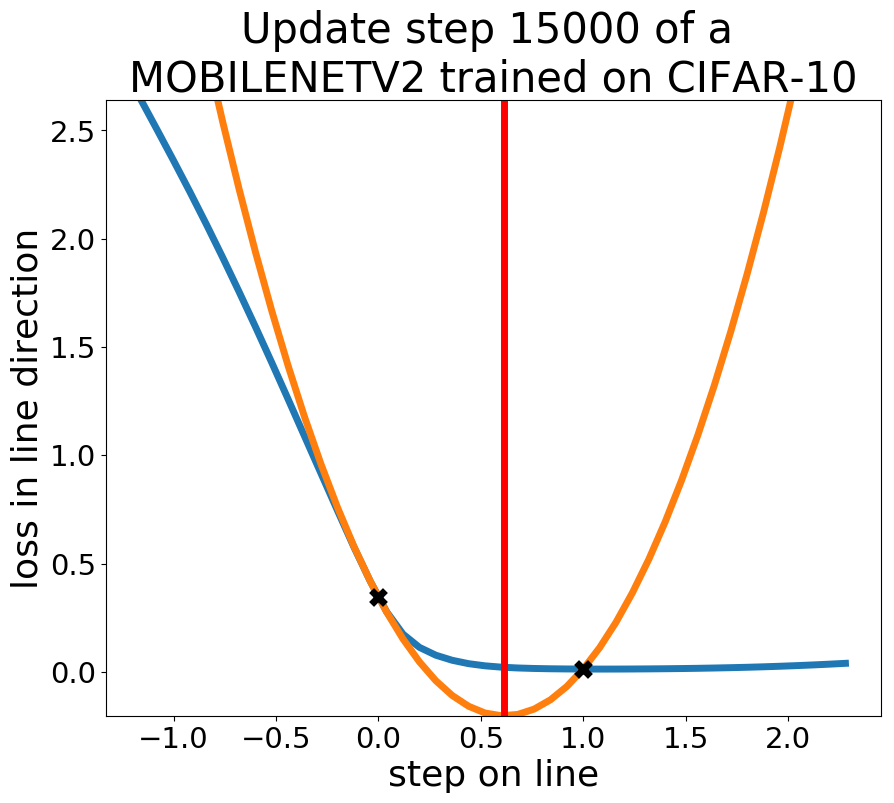 Update step 15000 of a
MOBILENETV2 trained on CIFAR-10
2.5
2.0
1.5
1.0
0.5
0.0
loss in line direction
−1.0 −0.5 0.0 0.5 1.0 1.5 2.0
step on line